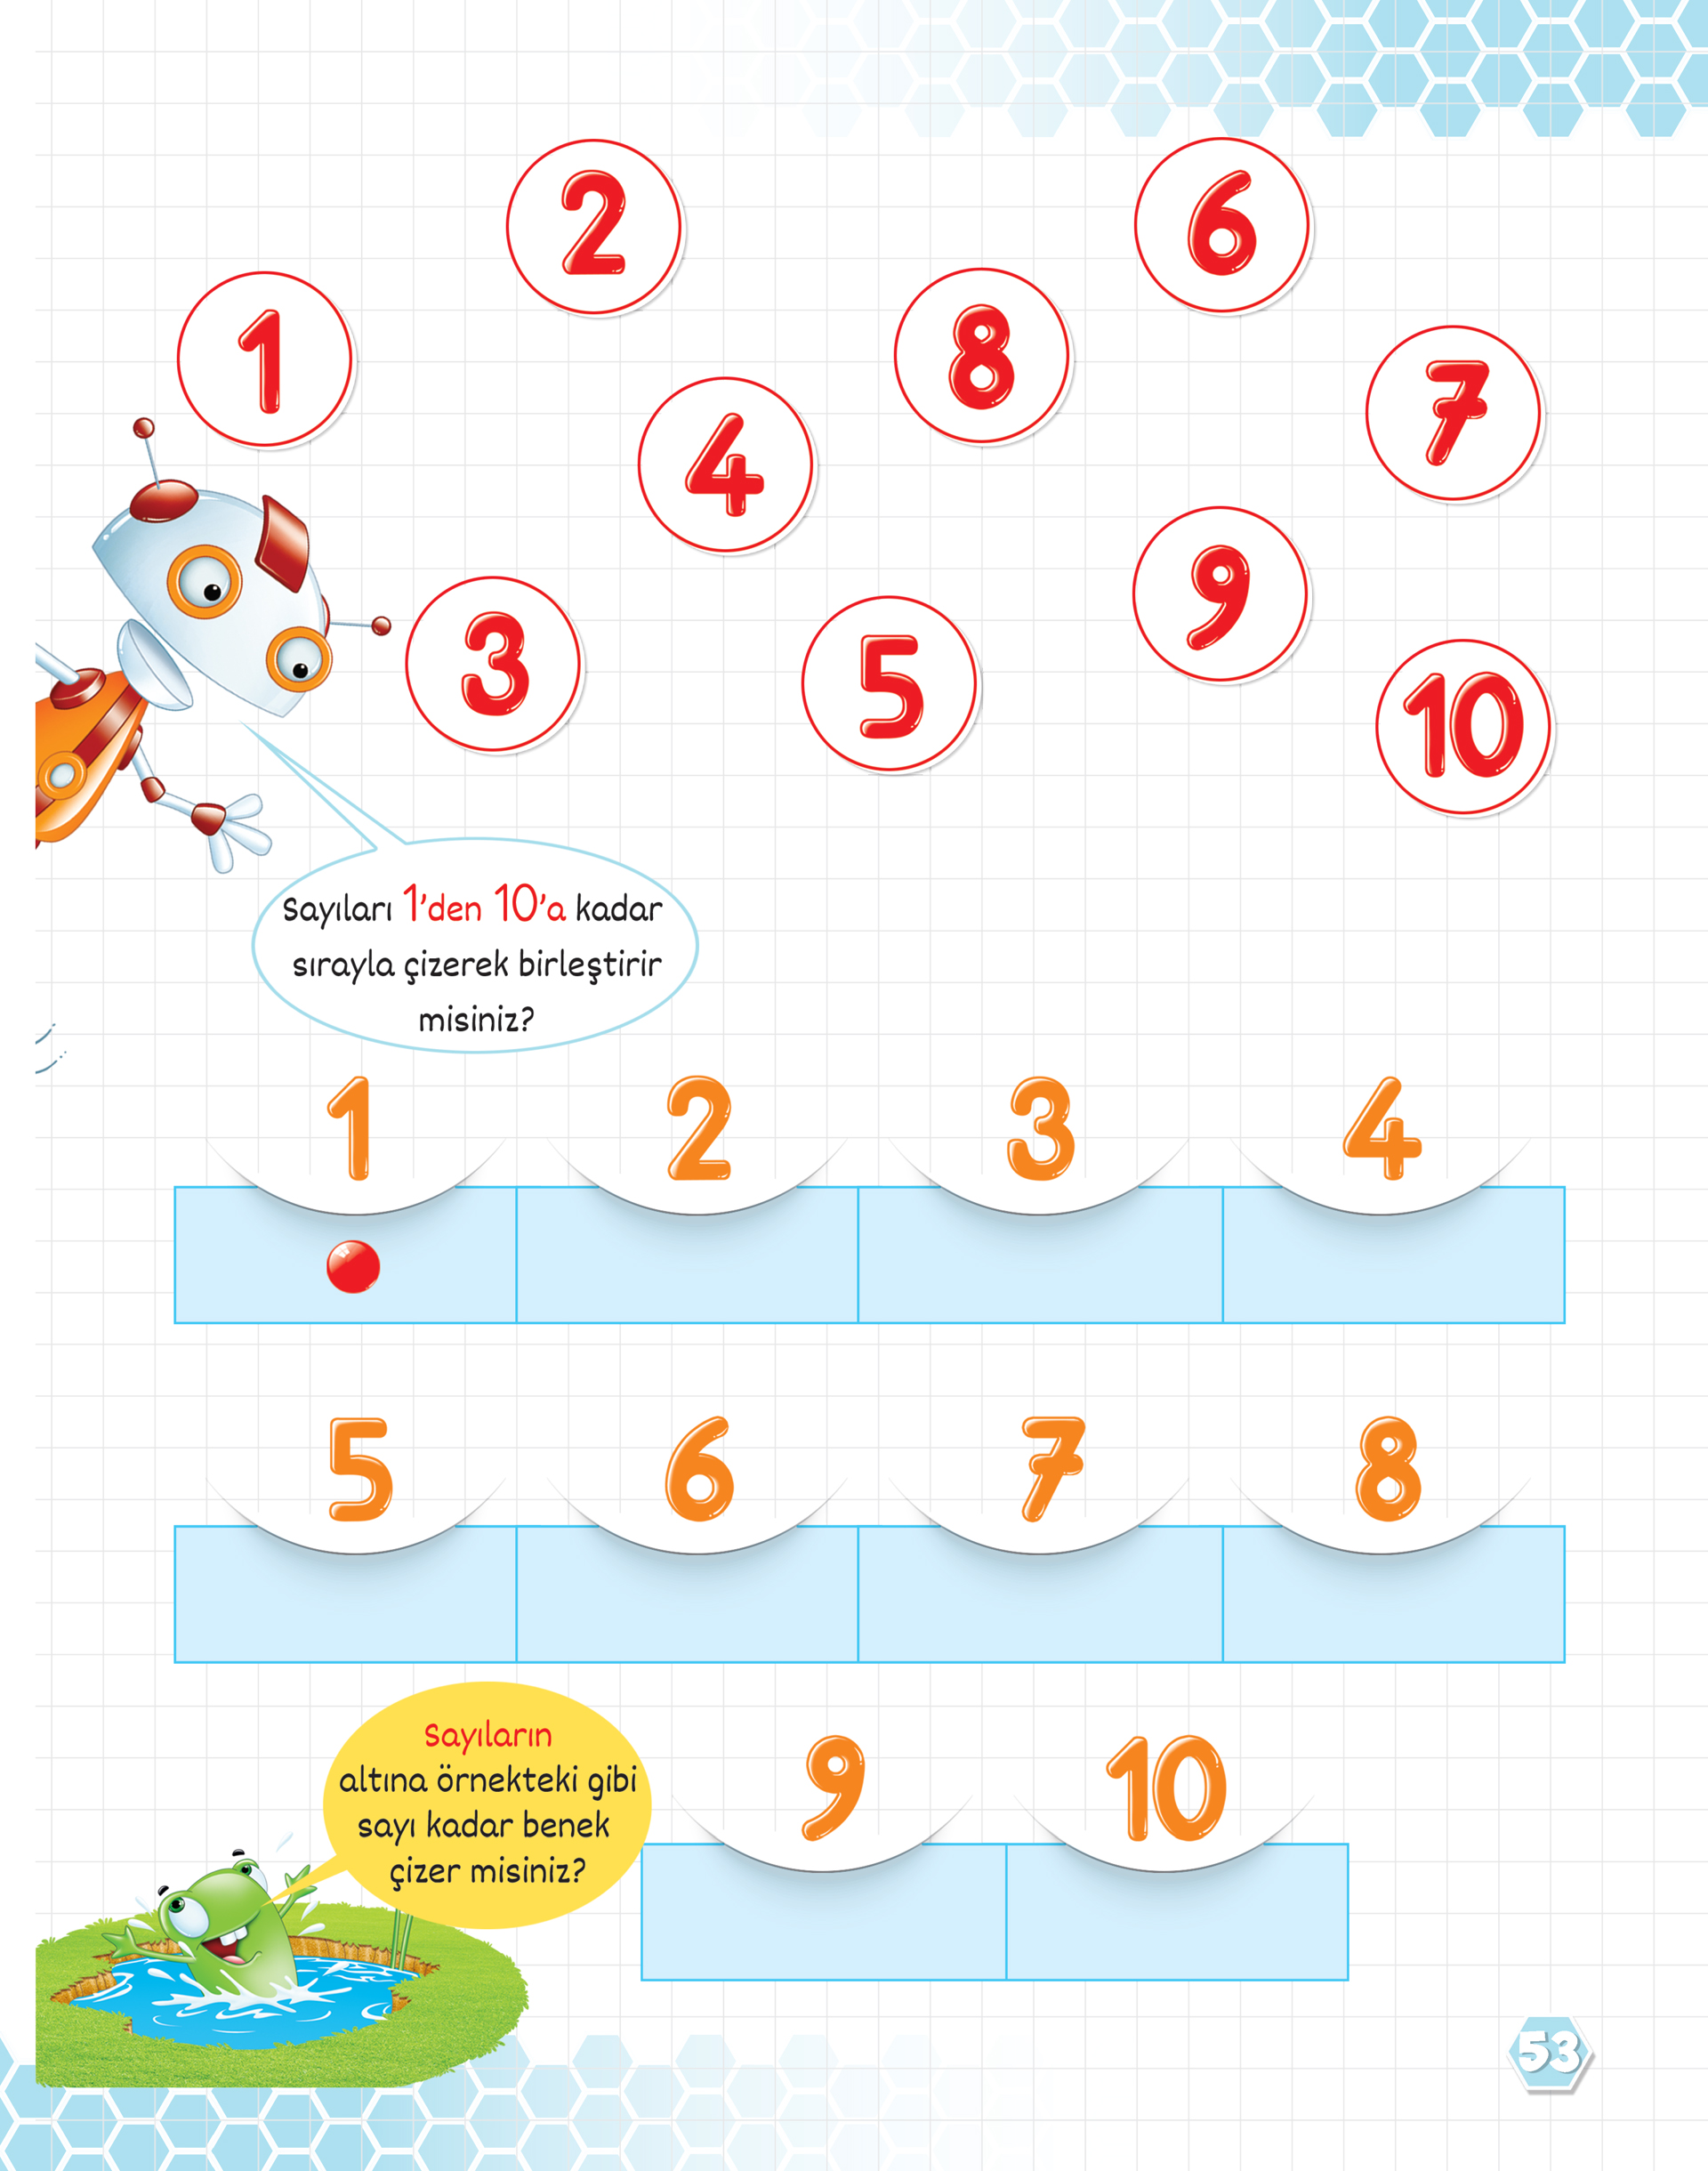 2
6
1
8
7
4
9
3
5
10
Sayıları 1'den 10'a kadar
sırayla çizerek birleştirir
misiniz?
1 2 3 4
5 6 7 8
Sayıların
altına örnekteki gibi
sayı kadar benek
çizer misiniz?
9 10
53